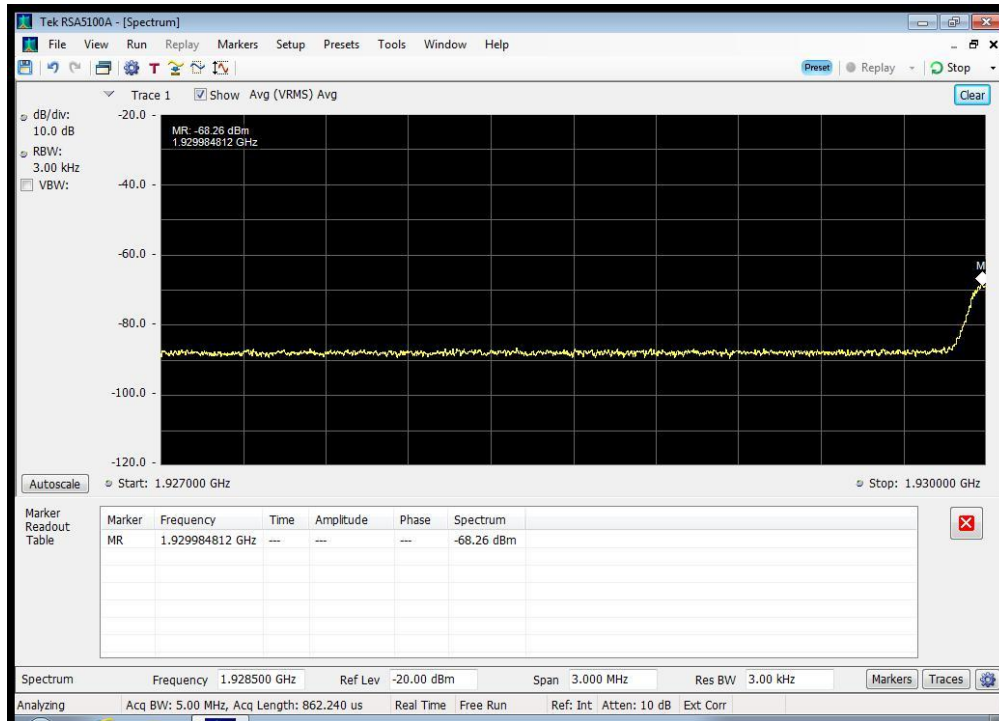 Tek RSA5100A - [Spectrum]
File View Run Replay Markers Setup Presets Tools Window Help
T Preset Replay Stop
Trace 1 Show Avg (VRMS) Avg Clear
dB/div:
10.0 dB
RBW:
3.00 kHz
VBW:
-20.0
-40.0
-60.0
-80.0
-100.0
-120.0
MR: -68.26 dBm
1.929984812 GHz
M
Autoscale Start: 1.927000 GHz Stop: 1.930000 GHz
Marker
Readout
Table
Marker Frequency Time Amplitude Phase Spectrum
MR 1.929984812 GHz --- --- --- -68.26 dBm
Spectrum Frequency 1.928500 GHz Ref Lev -20.00 dBm Span 3.000 MHz Res BW 3.00 kHz Markers Traces
Analyzing Acq BW: 5.00 MHz, Acq Length: 862.240 us Real Time Free Run Ref: Int Atten: 10 dB Ext Corr